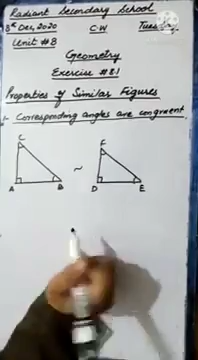 Radiant Secondary School
8th Dec, 2020 C.W Tuesday
Unit #8
Geometry
Exercise #8.1
Properties of Similar Figures
1- Corresponding angles are congruent
C F
~
A B D E